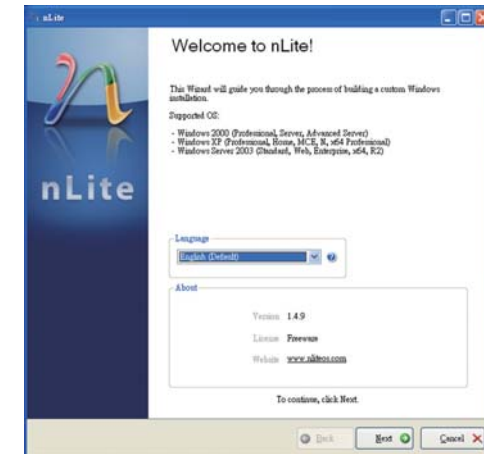 nLite
Welcome to nLite!
This Wizard will guide you through the process of building a custom Windows
installation.
Supported OS:
- Windows 2000 (Professional, Server, Advanced Server)
- Windows XP (Professional, Home, MCE, N, x64 Professional)
- Windows Server 2003 (Standard, Web, Enterprise, x64, R2)
nLite
Language
English (Default)
About
Version 1.4.9
License Freeware
Website www.nliteos.com
To continue, click Next.
Back Next Cancel